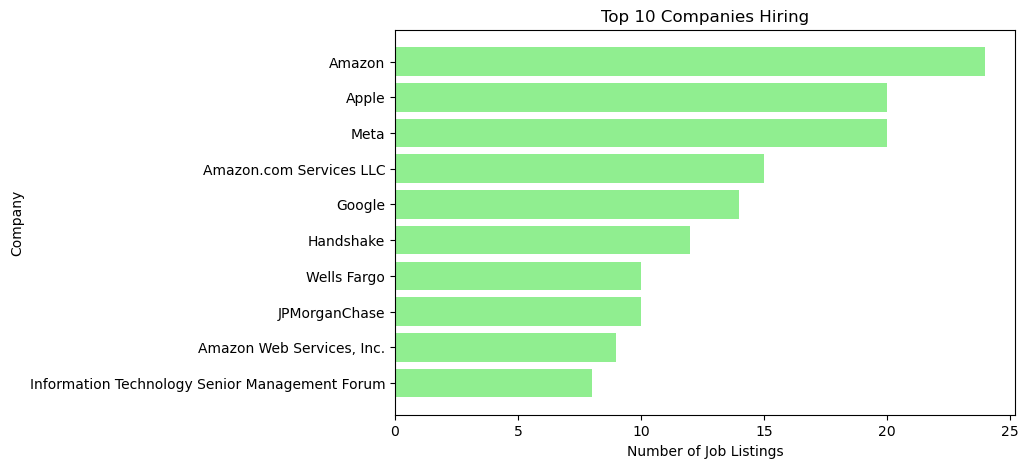 Top 10 Companies Hiring
Company
Amazon
Apple
Meta
Amazon.com Services LLC
Google
Handshake
Wells Fargo
JPMorganChase
Amazon Web Services, Inc.
Information Technology Senior Management Forum
0 5 10 15 20 25
Number of Job Listings